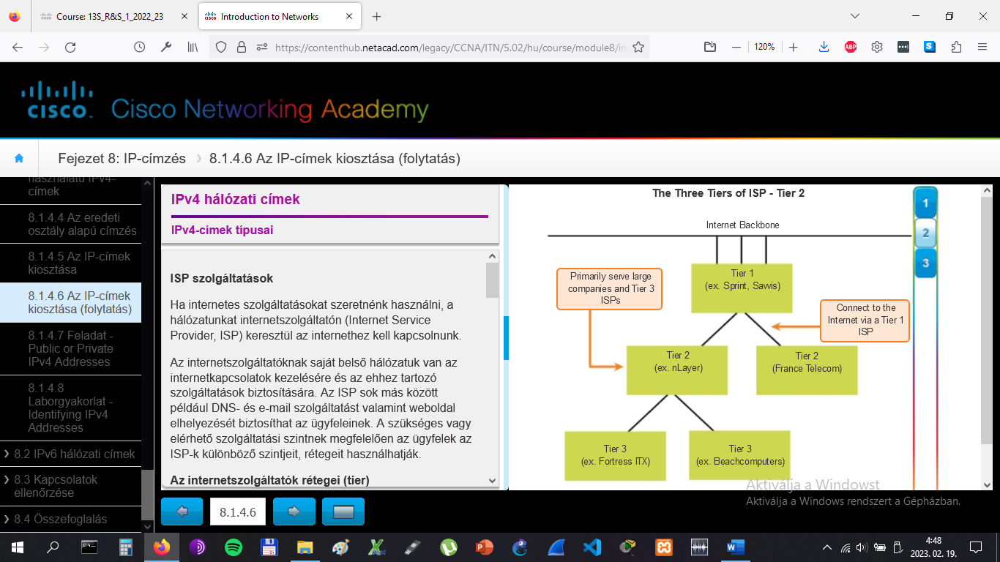 Course: 13S_R&S_1_2022_23
Introduction to Networks
https://contenthub.netacad.com/legacy/CCNA/ITN/5.02/hu/course/module8/in
120%
ABP
S
CISCO
Cisco Networking Academy
Fejezet 8: IP-címzés
8.1.4.6 Az IP-címek kiosztása (folytatás)
használatú IPv4-
címek
8.1.4.4 Az eredeti
osztály alapú címzés
8.1.4.5 Az IP-címek
kiosztása
8.1.4.6 Az IP-címek
kiosztása (folytatás)
8.1.4.7 Feladat -
Public or Private
IPv4 Addresses
8.1.4.8
Laborgyakorlat -
Identifying IPv4
Addresses
8.2 IPv6 hálózati címek
8.3 Kapcsolatok
ellenőrzése
8.4 Összefoglalás
IPv4 hálózati címek
IPv4-címek típusai
ISP szolgáltatások
Ha internetes szolgáltatásokat szeretnénk használni, a
hálózatunkat internetszolgáltatón (Internet Service
Provider, ISP) keresztül az internethez kell kapcsolnunk.
Az internetszolgáltatóknak saját belső hálózatuk van az
internetkapcsolatok kezelésére és az ehhez tartozó
szolgáltatások biztosítására. Az ISP sok más között
például DNS- és e-mail szolgáltatást valamint weboldal
elhelyezését biztosíthat az ügyfeleinek. A szükséges vagy
elérhető szolgáltatási szintnek megfelelően az ügyfelek az
ISP-k különböző szintjeit, rétegeit használhatják.
Az internetszolgáltatók rétegei (tier)
The Three Tiers of ISP - Tier 2
Internet Backbone
Tier 1
(ex. Sprint, Savvis)
Primarily serve large
companies and Tier 3
ISPs
Connect to the
Internet via a Tier 1
ISP
Tier 2
(ex. nLayer)
Tier 2
(France Telecom)
Tier 3
(ex. Fortress ITX)
Tier 3
(ex. Beachcomputers)
1
2
3
Aktiválja a Windowst
Aktiválja a Windows rendszert a Gépházban.
8.1.4.6
4:48
2023. 02. 19.